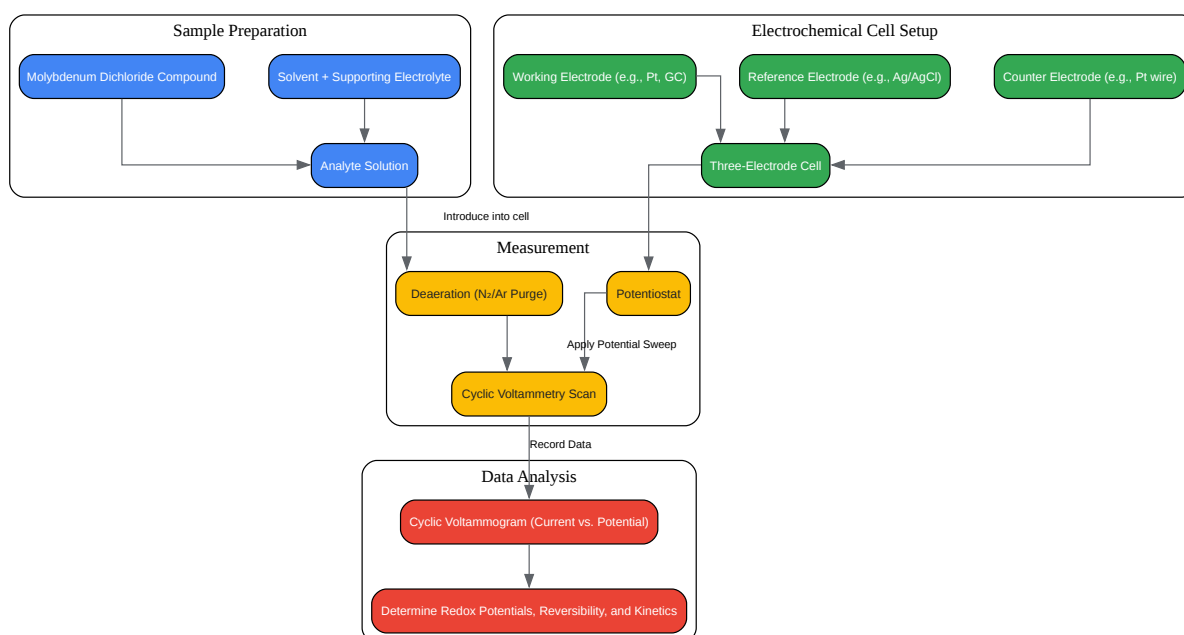 Sample Preparation
Electrochemical Cell Setup
Molybdenum Dichloride Compound
Solvent + Supporting Electrolyte
Working Electrode (e.g., Pt, GC)
Reference Electrode (e.g., Ag/AgCl)
Counter Electrode (e.g., Pt wire)
Analyte Solution
Three-Electrode Cell
Introduce into cell
Measurement
Deaeration (N₂/Ar Purge)
Potentiostat
Apply Potential Sweep
Cyclic Voltammetry Scan
Record Data
Data Analysis
Cyclic Voltammogram (Current vs. Potential)
Determine Redox Potentials, Reversibility, and Kinetics